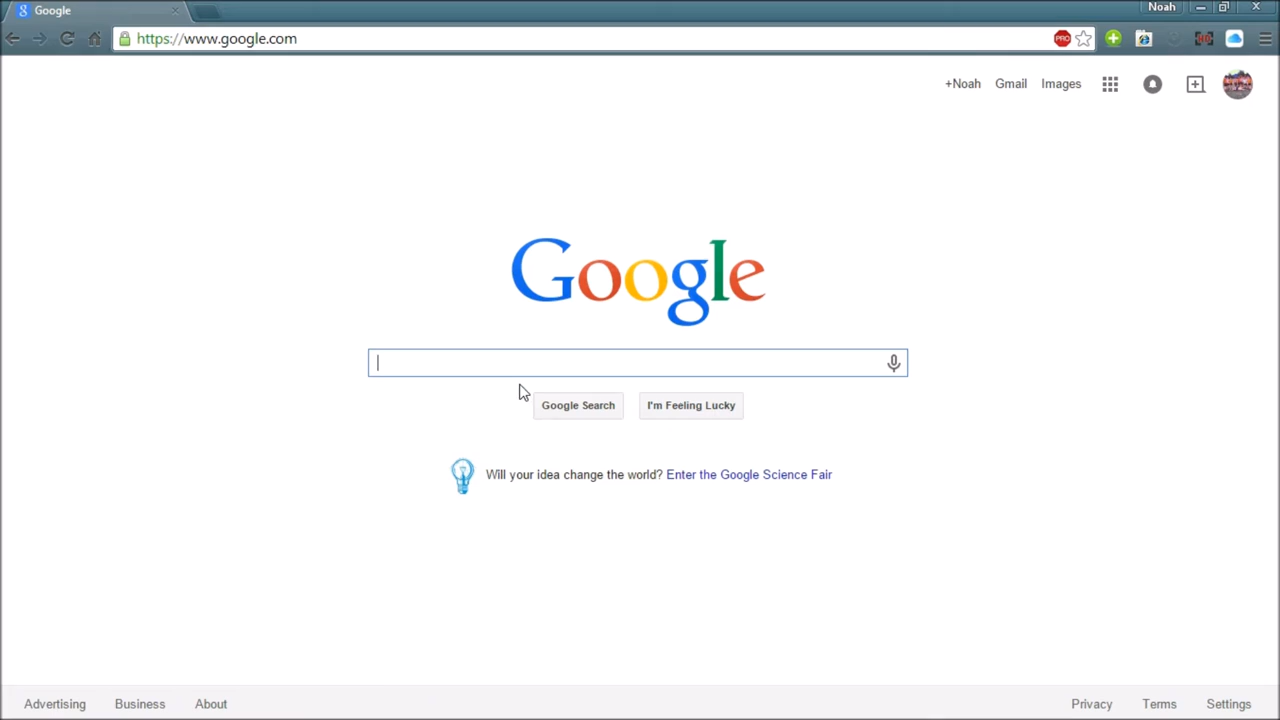 Google
Noah
https://www.google.com
PRO
+Noah Gmail Images
Google
Google Search I'm Feeling Lucky
Will your idea change the world? Enter the Google Science Fair
Advertising Business About Privacy Terms Settings